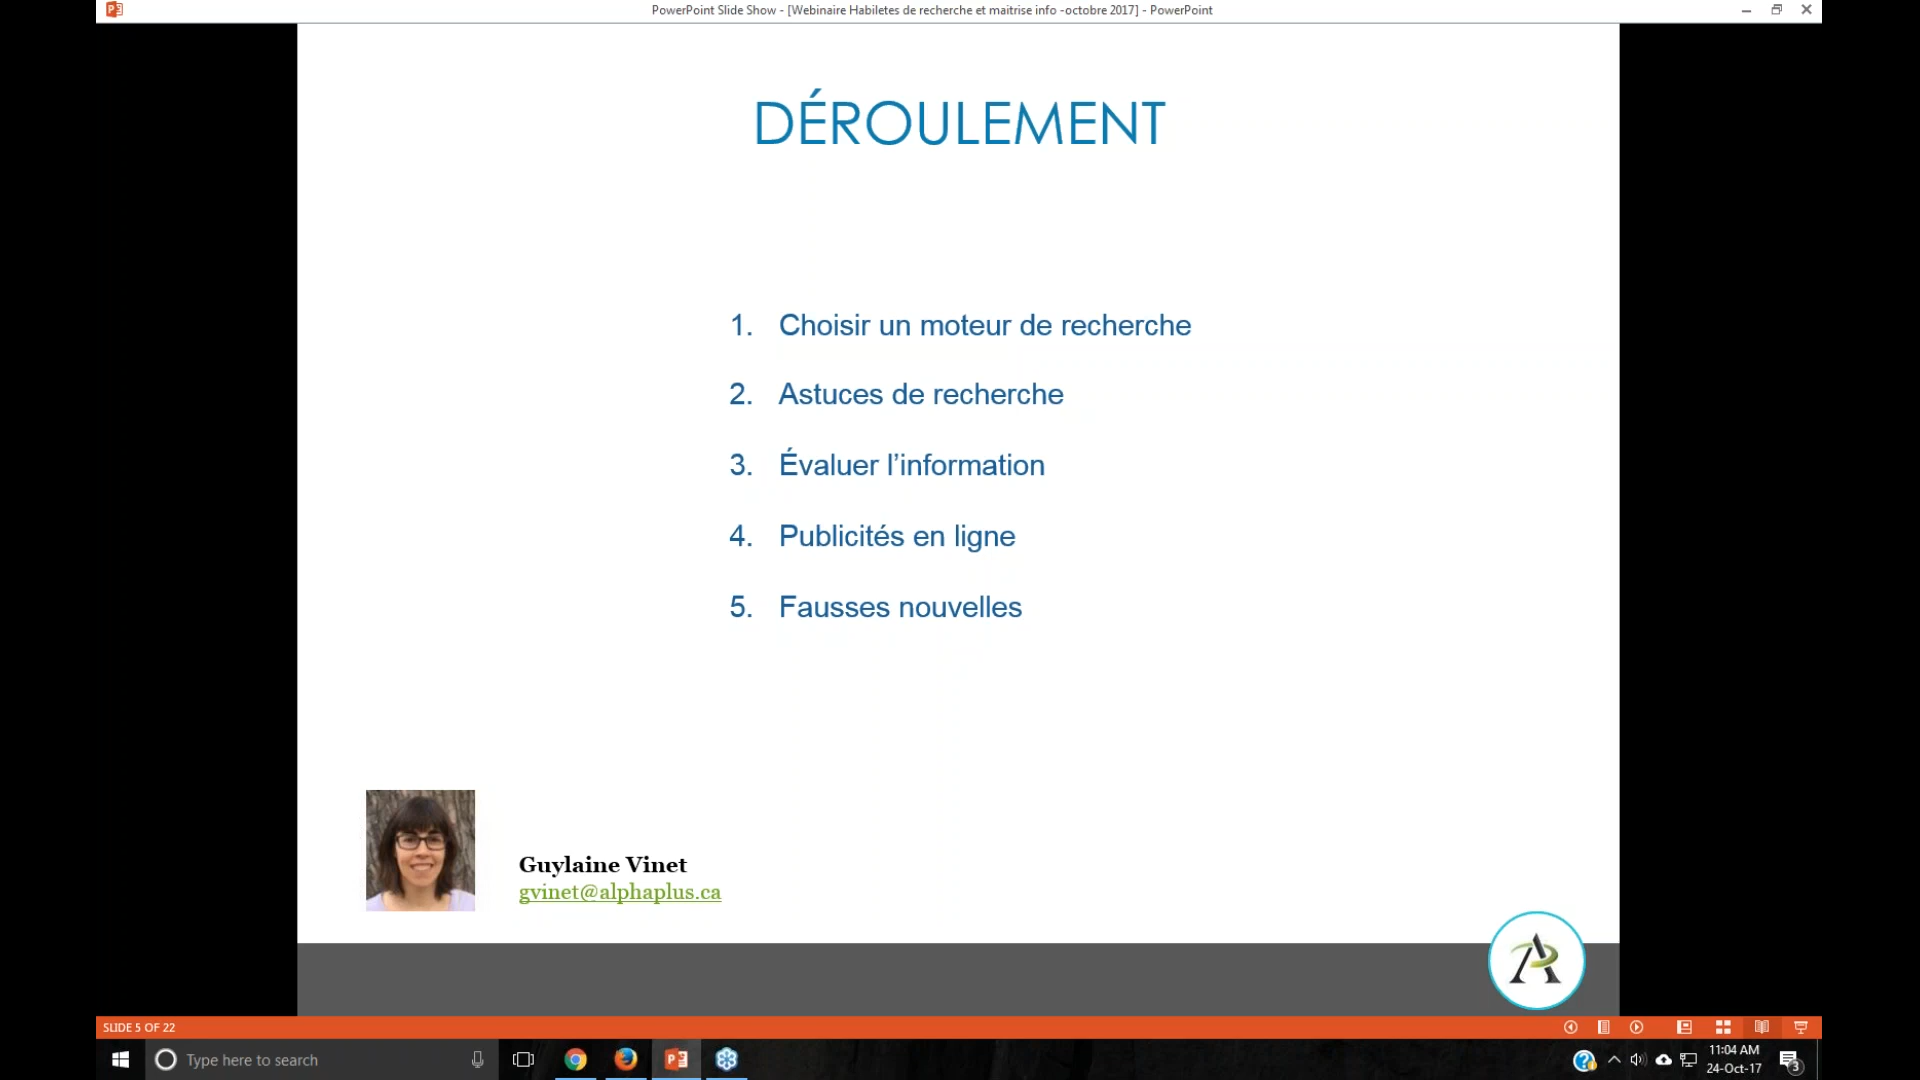 PowerPoint Slide Show - [Webinaire Habiletes de recherche et maitrise info -octobre 2017] - PowerPoint
DÉROULEMENT
1. Choisir un moteur de recherche
2. Astuces de recherche
3. Évaluer l’information
4. Publicités en ligne
5. Fausses nouvelles
Guylaine Vinet
gvinet@alphaplus.ca
SLIDE 5 OF 22
Type here to search
11:04 AM
24-Oct-17
3